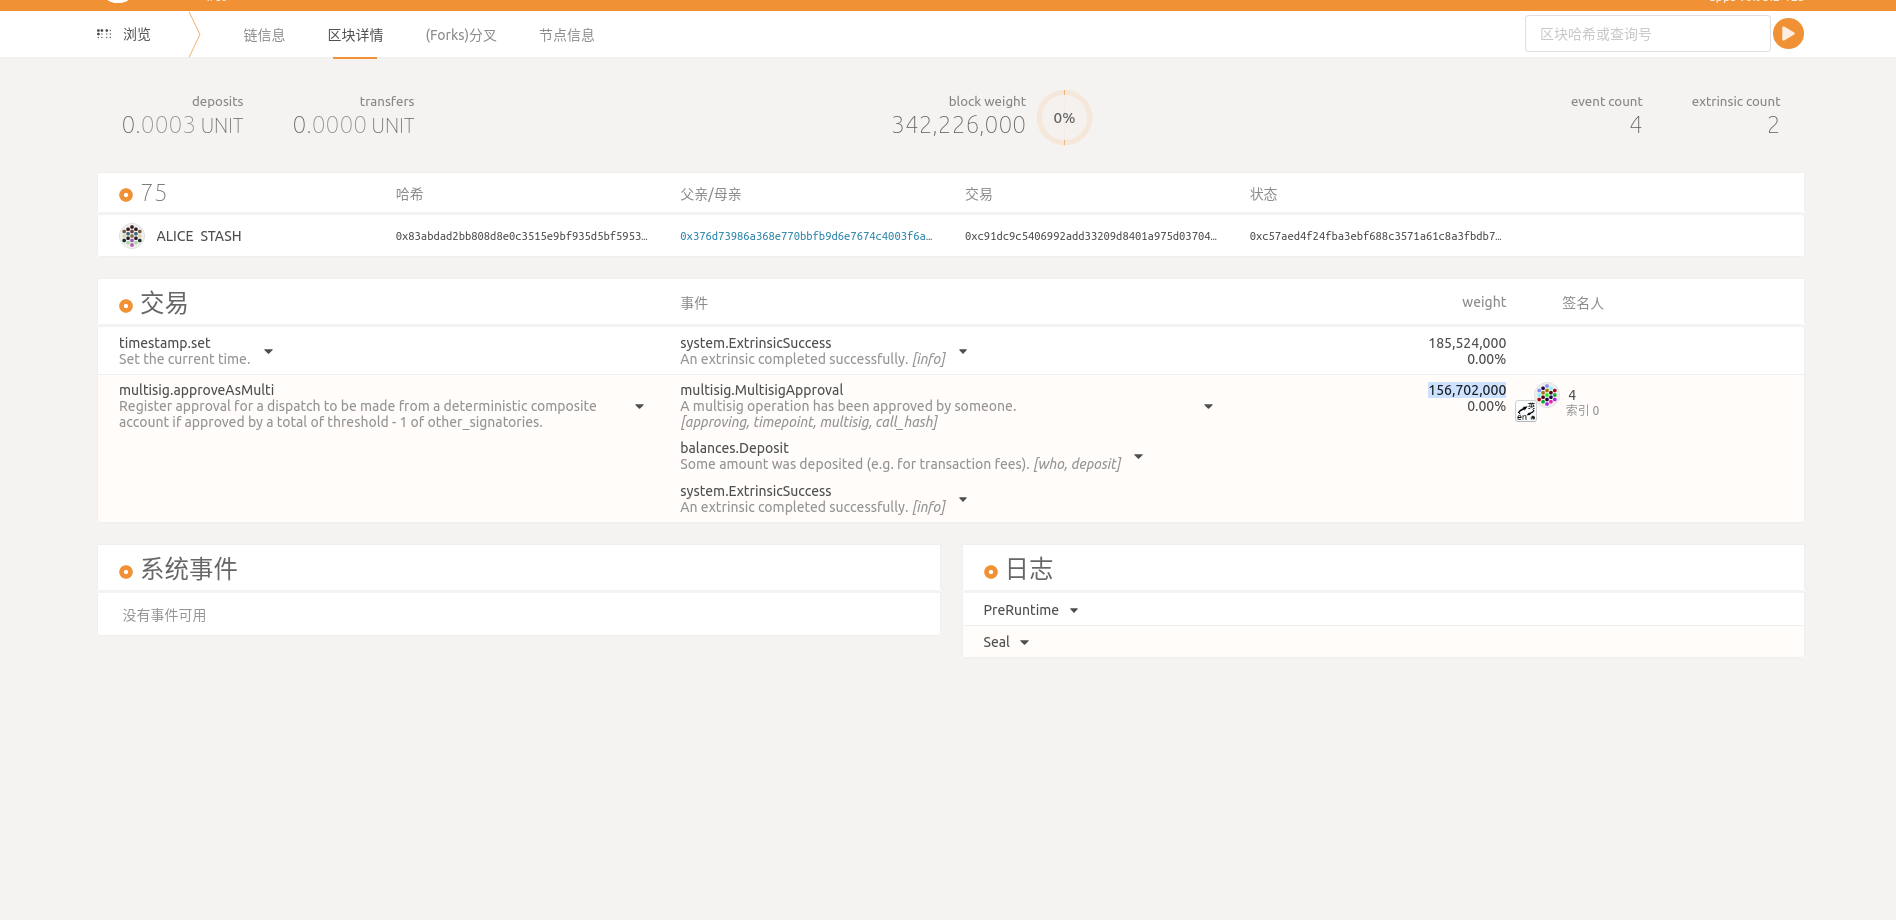 浏览
链信息
区块详情
(Forks)分叉
节点信息
区块哈希或查询号
deposits
0.0003 UNIT
transfers
0.0000 UNIT
block weight
342,226,000
0%
event count
4
extrinsic count
2
75 哈希 父亲/母亲 交易 状态
ALICE STASH 0x83abdad2bb808d8e0c3515e9bf935d5bf5953… 0x376d73986a368e770bbfb9d6e7674c4003f6a… 0xc91dc9c5406992add33209d8401a975d03704… 0xc57aed4f24fba3ebf688c3571a61c8a3fbdb7…
交易 事件 weight 签名人
timestamp.set
Set the current time.
system.ExtrinsicSuccess
An extrinsic completed successfully. [info]
185,524,000
0.00%
multisig.approveAsMulti
Register approval for a dispatch to be made from a deterministic composite
account if approved by a total of threshold - 1 of other_signatories.
multisig.MultisigApproval
A multisig operation has been approved by someone.
[approving, timepoint, multisig, call_hash]
balances.Deposit
Some amount was deposited (e.g. for transaction fees). [who, deposit]
system.ExtrinsicSuccess
An extrinsic completed successfully. [info]
156,702,000
0.00%
英
en
4
索引 0
系统事件
没有事件可用
日志
PreRuntime
Seal